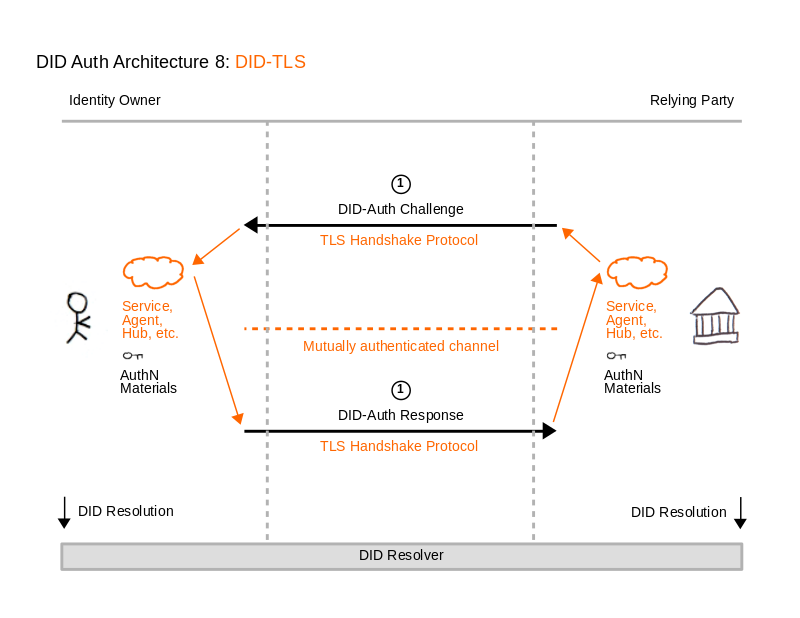 DID Auth Architecture 8: DID-TLS
Identity Owner
Relying Party
1
DID-Auth Challenge
TLS Handshake Protocol
Service,
Agent,
Hub, etc.
AuthN
Materials
Mutually authenticated channel
Service,
Agent,
Hub, etc.
AuthN
Materials
1
DID-Auth Response
TLS Handshake Protocol
DID Resolution
DID Resolution
DID Resolver